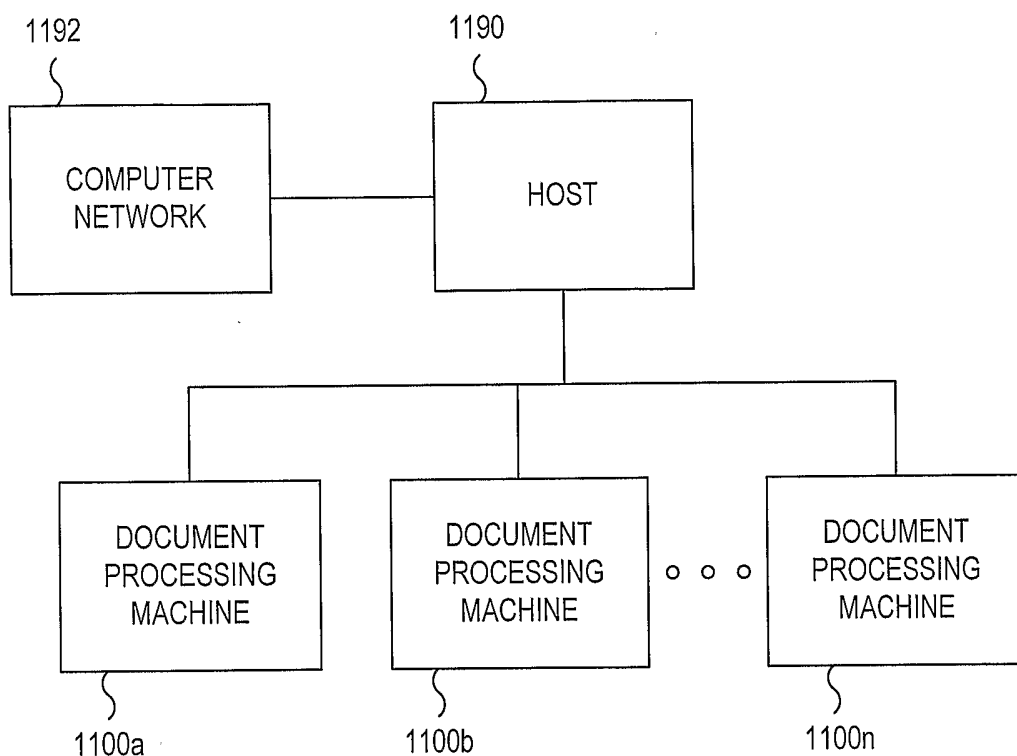 1192
1190
COMPUTER
NETWORK
HOST
DOCUMENT
PROCESSING
MACHINE
DOCUMENT
PROCESSING
MACHINE
DOCUMENT
PROCESSING
MACHINE
1100a
1100b
1100n